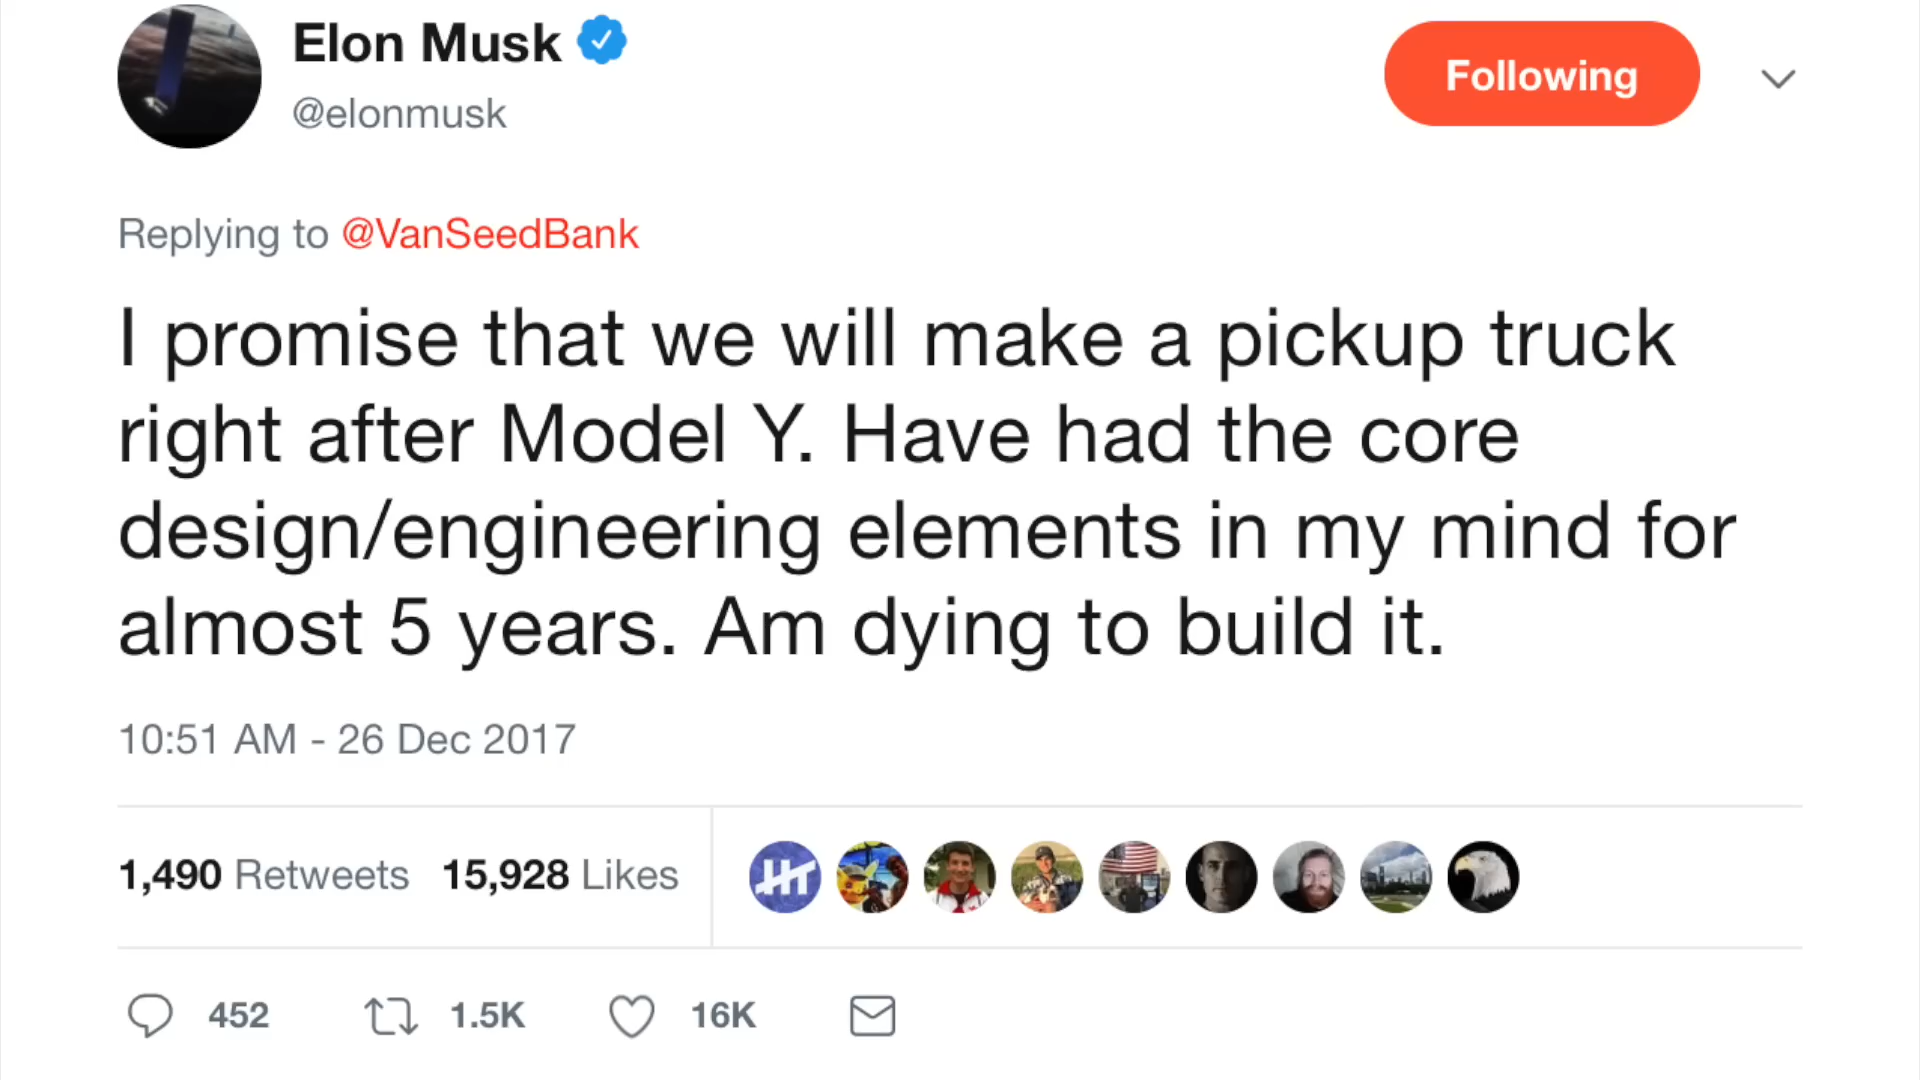 Elon Musk
@elonmusk
Following
Replying to @VanSeedBank
I promise that we will make a pickup truck
right after Model Y. Have had the core
design/engineering elements in my mind for
almost 5 years. Am dying to build it.
10:51 AM - 26 Dec 2017
1,490 Retweets 15,928 Likes
452 1.5K 16K